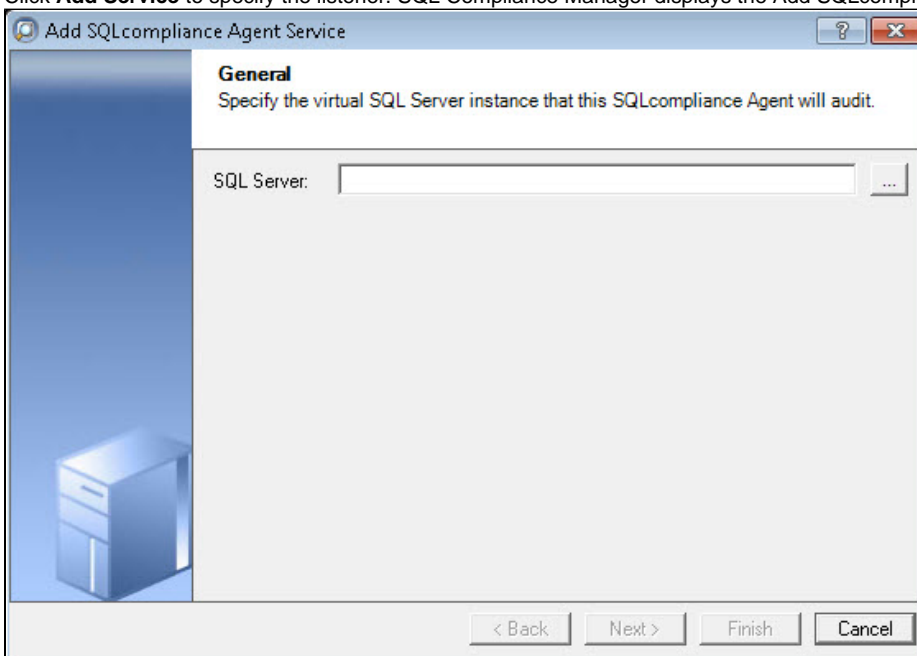 Click Add Service to specify the listener. SQL Compliance Manager displays the Add SQLcompl
Add SQLcompliance Agent Service
?
General
Specify the virtual SQL Server instance that this SQLcompliance Agent will audit.
SQL Server:
...
< Back Next > Finish Cancel